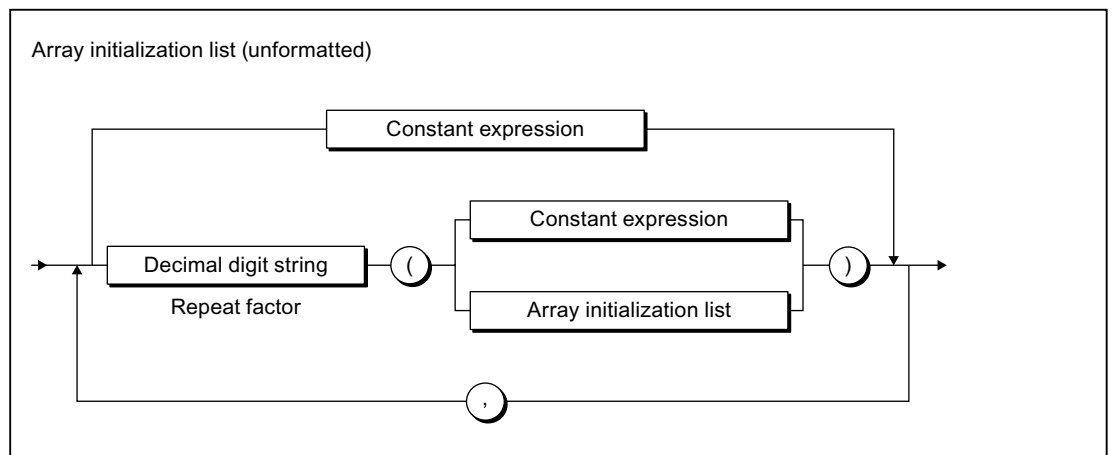 Array initialization list (unformatted)
Constant expression
Constant expression
Decimal digit string
(
)
Repeat factor
Array initialization list
,